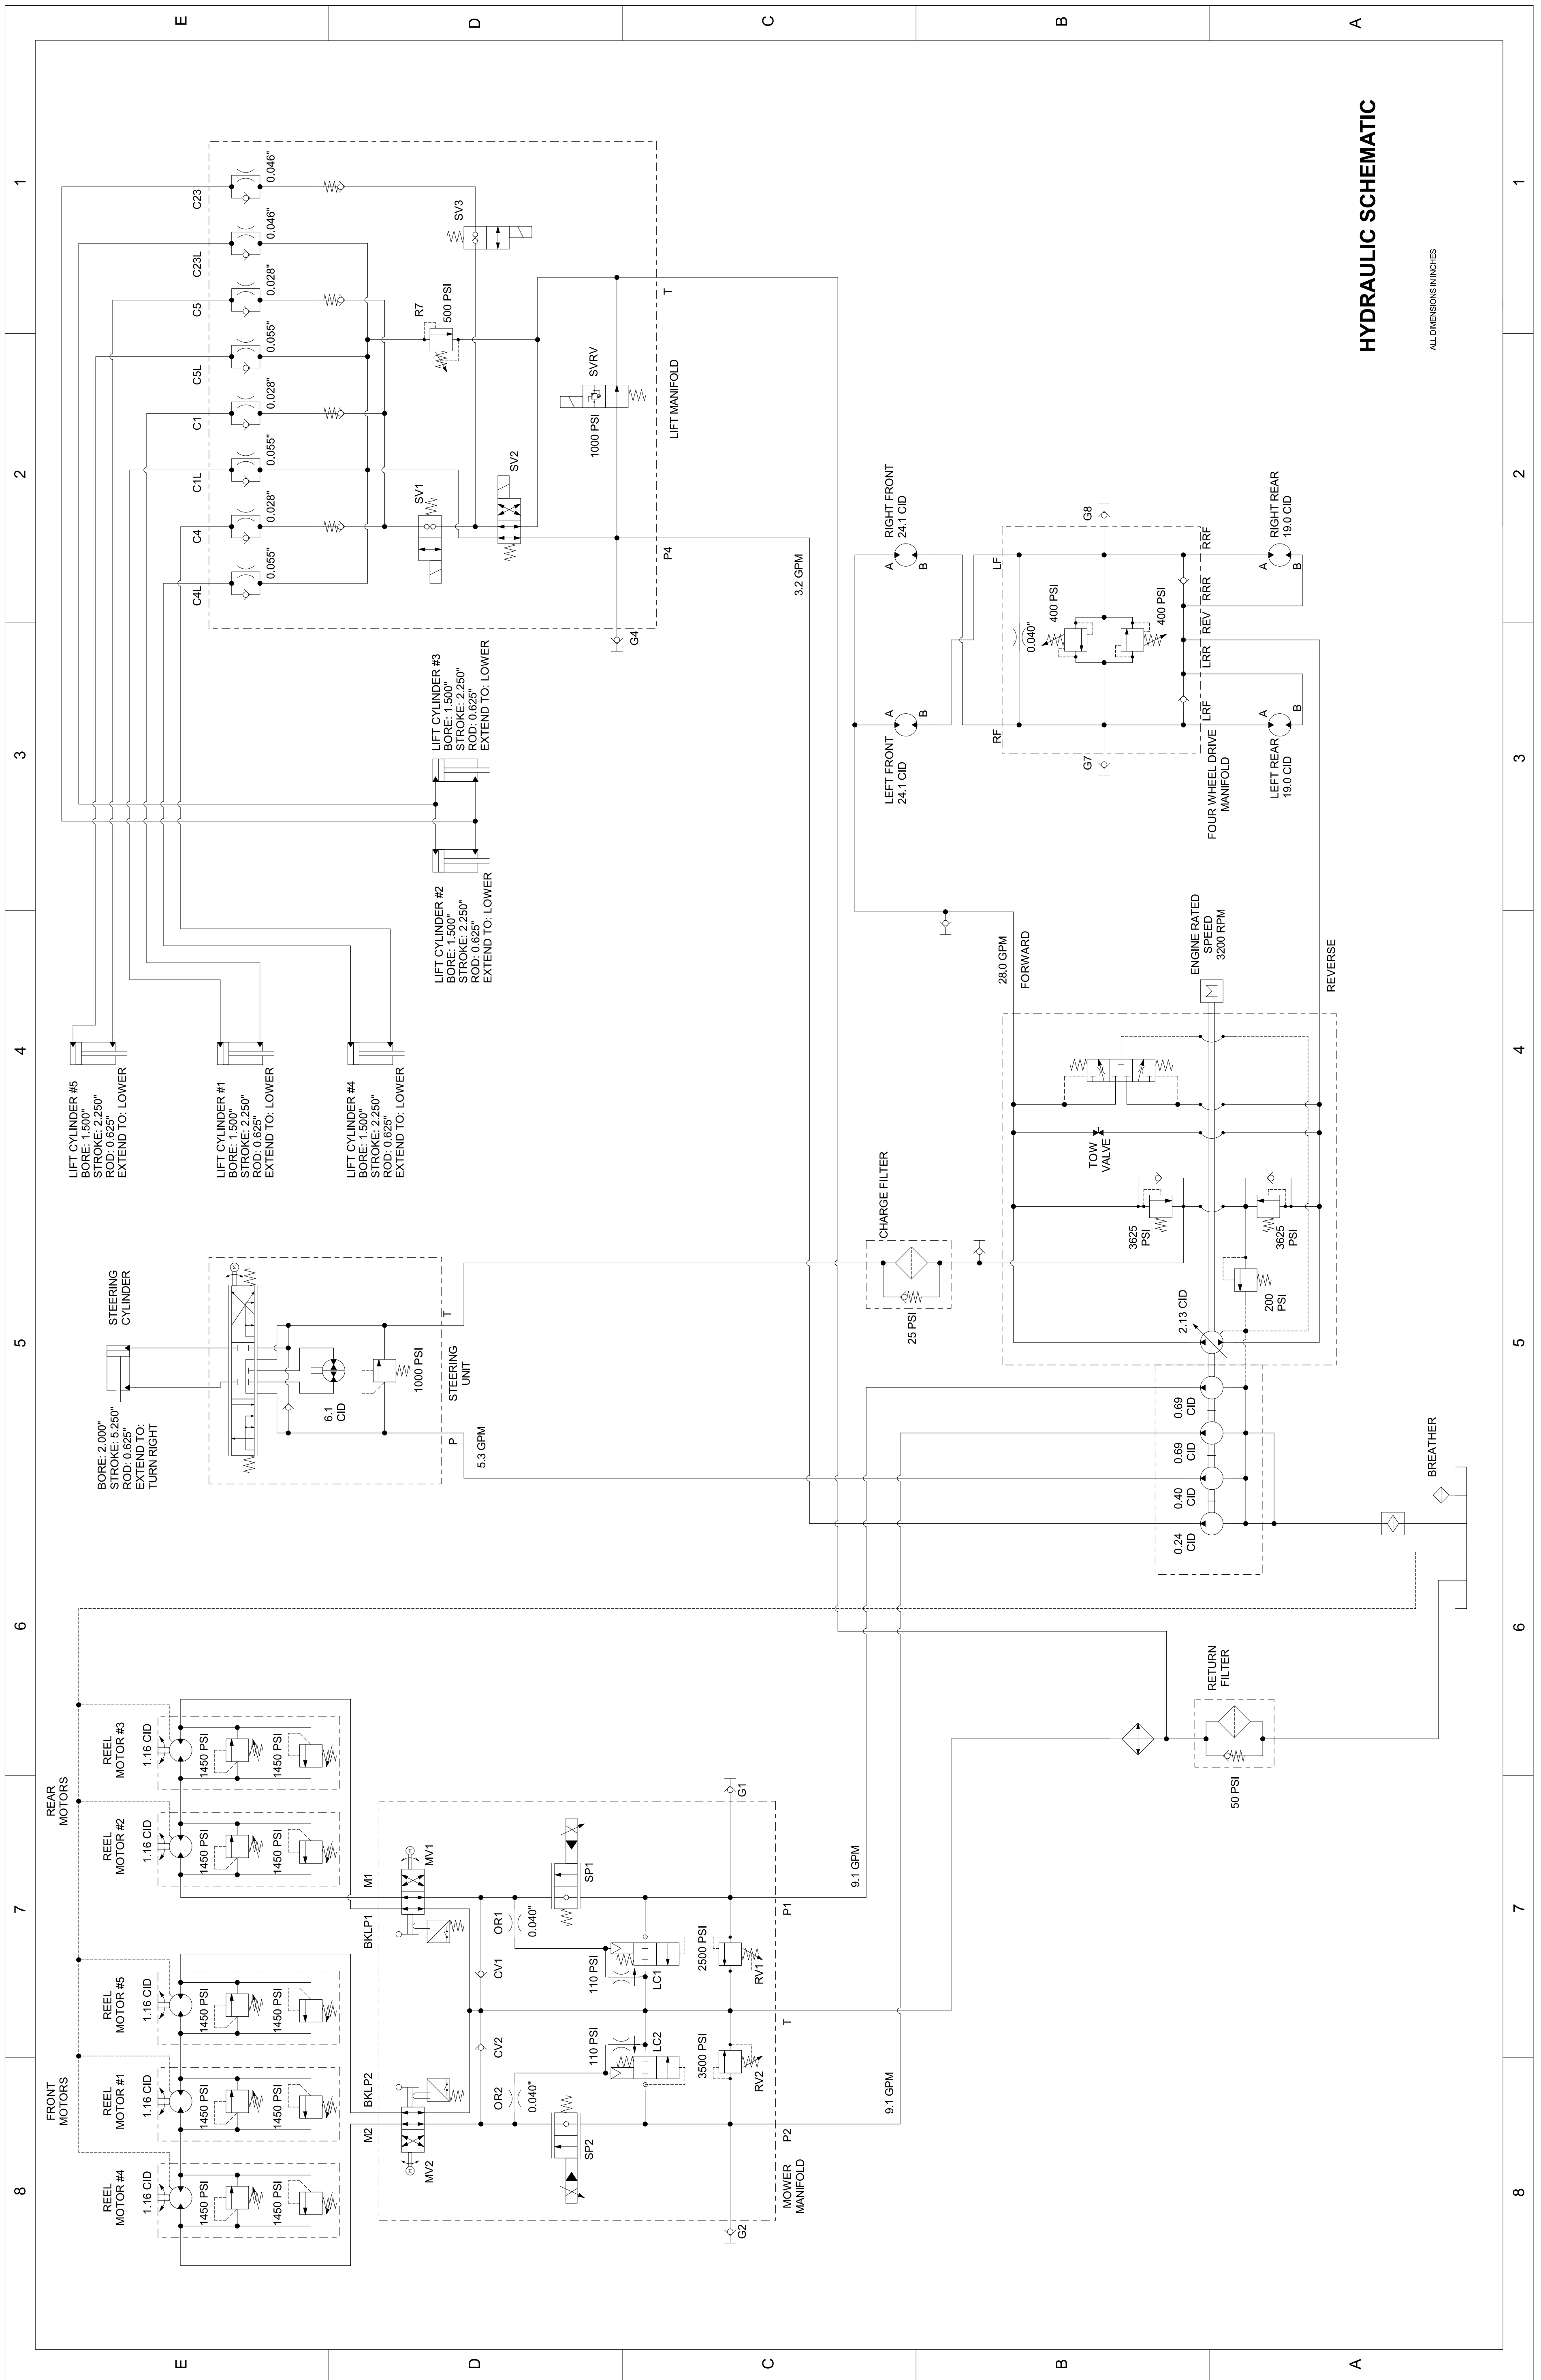 8
7
6
5
4
3
2
1
E
D
C
B
A
FRONT
MOTORS
REAR
MOTORS
REEL
MOTOR #4
1.16 CID
1450 PSI
1450 PSI
REEL
MOTOR #1
1.16 CID
1450 PSI
1450 PSI
REEL
MOTOR #5
1.16 CID
1450 PSI
1450 PSI
REEL
MOTOR #2
1.16 CID
1450 PSI
1450 PSI
REEL
MOTOR #3
1.16 CID
1450 PSI
1450 PSI
M2
BKLP2
MV2
BKLP1
M1
MV1
CV2
CV1
OR2
0.040"
OR1
0.040"
SP2
SP1
110 PSI
LC2
110 PSI
LC1
3500 PSI
RV2
2500 PSI
RV1
G2
G1
P2
T
P1
MOWER
MANIFOLD
9.1 GPM
9.1 GPM
50 PSI
RETURN
FILTER
BORE: 2.000"
STROKE: 5.250"
ROD: 0.625"
EXTEND TO:
TURN RIGHT
STEERING
CYLINDER
6.1
CID
1000 PSI
P
T
STEERING
UNIT
5.3 GPM
25 PSI
CHARGE FILTER
0.24
CID
0.40
CID
0.69
CID
0.69
CID
2.13 CID
BREATHER
200
PSI
3625
PSI
3625
PSI
TOW
VALVE
28.0 GPM
FORWARD
ENGINE RATED
SPEED
3200 RPM
M
REVERSE
LIFT CYLINDER #5
BORE: 1.500"
STROKE: 2.250"
ROD: 0.625"
EXTEND TO: LOWER
LIFT CYLINDER #1
BORE: 1.500"
STROKE: 2.250"
ROD: 0.625"
EXTEND TO: LOWER
LIFT CYLINDER #4
BORE: 1.500"
STROKE: 2.250"
ROD: 0.625"
EXTEND TO: LOWER
LIFT CYLINDER #2
BORE: 1.500"
STROKE: 2.250"
ROD: 0.625"
EXTEND TO: LOWER
LIFT CYLINDER #3
BORE: 1.500"
STROKE: 2.250"
ROD: 0.625"
EXTEND TO: LOWER
C4L
C4
C1L
C1
C5L
C5
C23L
C23
0.055"
0.028"
0.055"
0.028"
0.055"
0.028"
0.046"
0.046"
SV1
SV2
R7
500 PSI
SV3
1000 PSI
SVRV
G4
P4
T
LIFT MANIFOLD
3.2 GPM
LEFT FRONT
24.1 CID
A
B
RIGHT FRONT
24.1 CID
A
B
RF
LF
0.040"
400 PSI
400 PSI
G7
G8
LRF
LRR
REV
RRR
RRF
FOUR WHEEL DRIVE
MANIFOLD
LEFT REAR
19.0 CID
A
B
RIGHT REAR
19.0 CID
A
B
HYDRAULIC SCHEMATIC
ALL DIMENSIONS IN INCHES
8
7
6
5
4
3
2
1
E
D
C
B
A